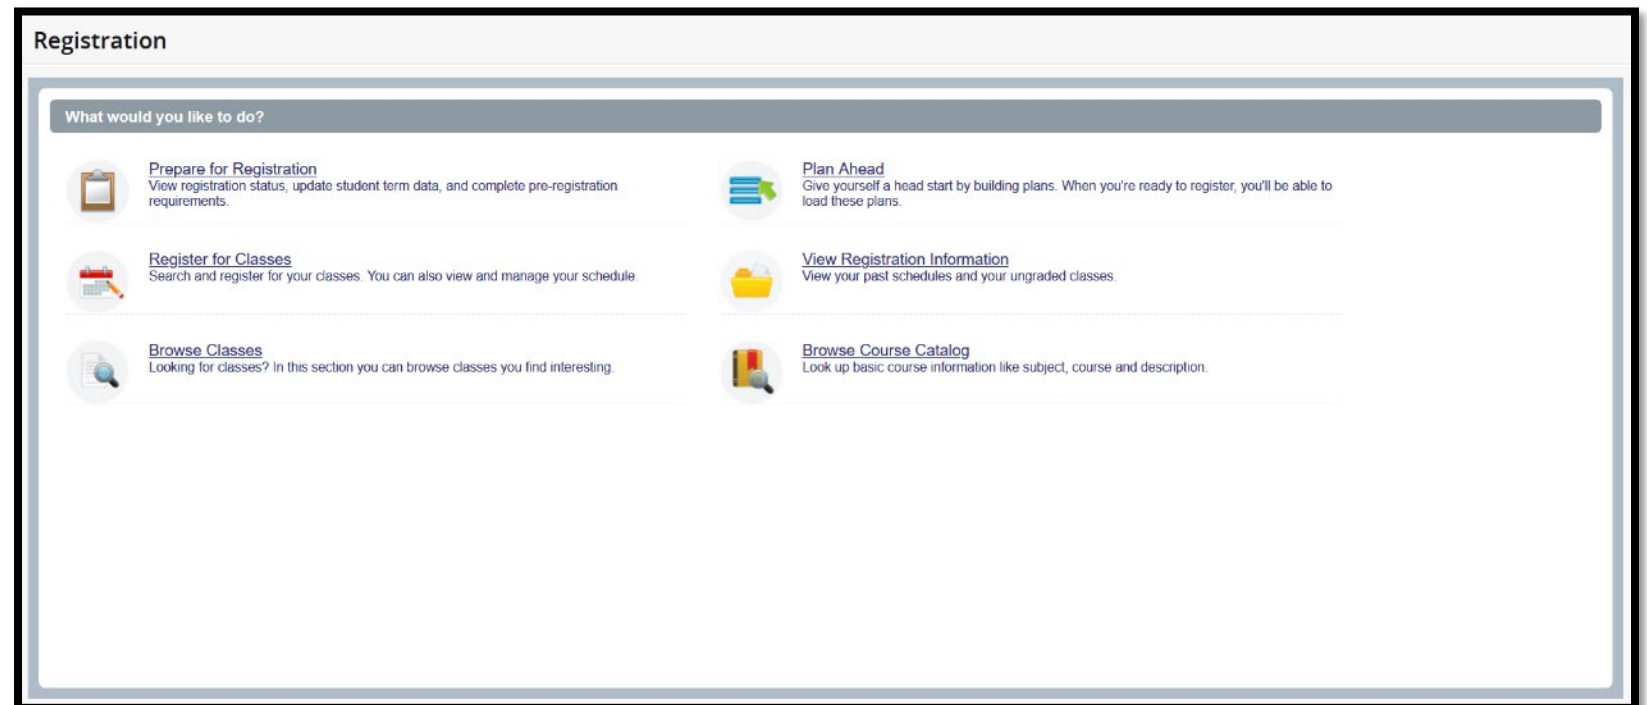 Registration
What would you like to do?
Prepare for Registration
View registration status, update student term data, and complete pre-registration
requirements.
Plan Ahead
Give yourself a head start by building plans. When you're ready to register, you'll be able to
load these plans.
Register for Classes
Search and register for your classes. You can also view and manage your schedule.
View Registration Information
View your past schedules and your ungraded classes.
Browse Classes
Looking for classes? In this section you can browse classes you find interesting.
Browse Course Catalog
Look up basic course information like subject, course and description.